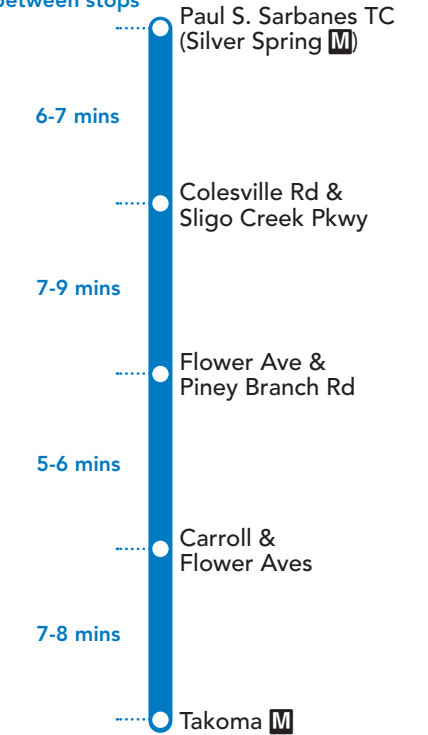 between stops
Paul S. Sarbanes TC
(Silver Spring M)
6-7 mins
Colesville Rd &
Sligo Creek Pkwy
7-9 mins
Flower Ave &
Piney Branch Rd
5-6 mins
Carroll &
Flower Aves
7-8 mins
Takoma M